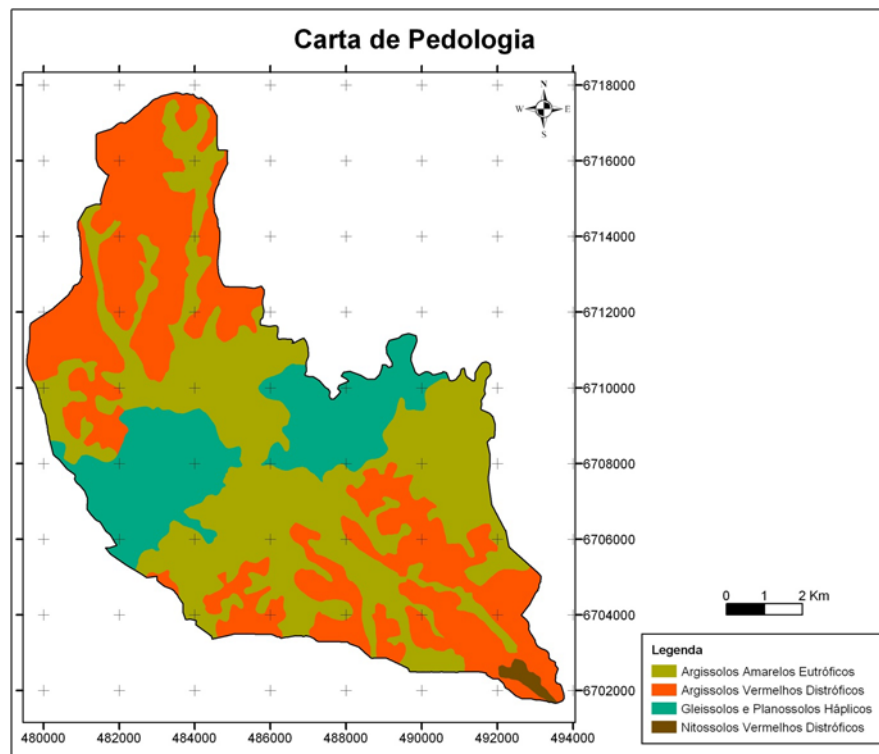 Carta de Pedologia
N
W E
S
6718000
6716000
6714000
6712000
6710000
6708000
6706000
6704000
6702000
480000 482000 484000 486000 488000 490000 492000 494000
0 1 2 Km
Legenda
Argissolos Amarelos Eutróficos
Argissolos Vermelhos Distróficos
Gleissolos e Planossolos Háplicos
Nitossolos Vermelhos Distróficos